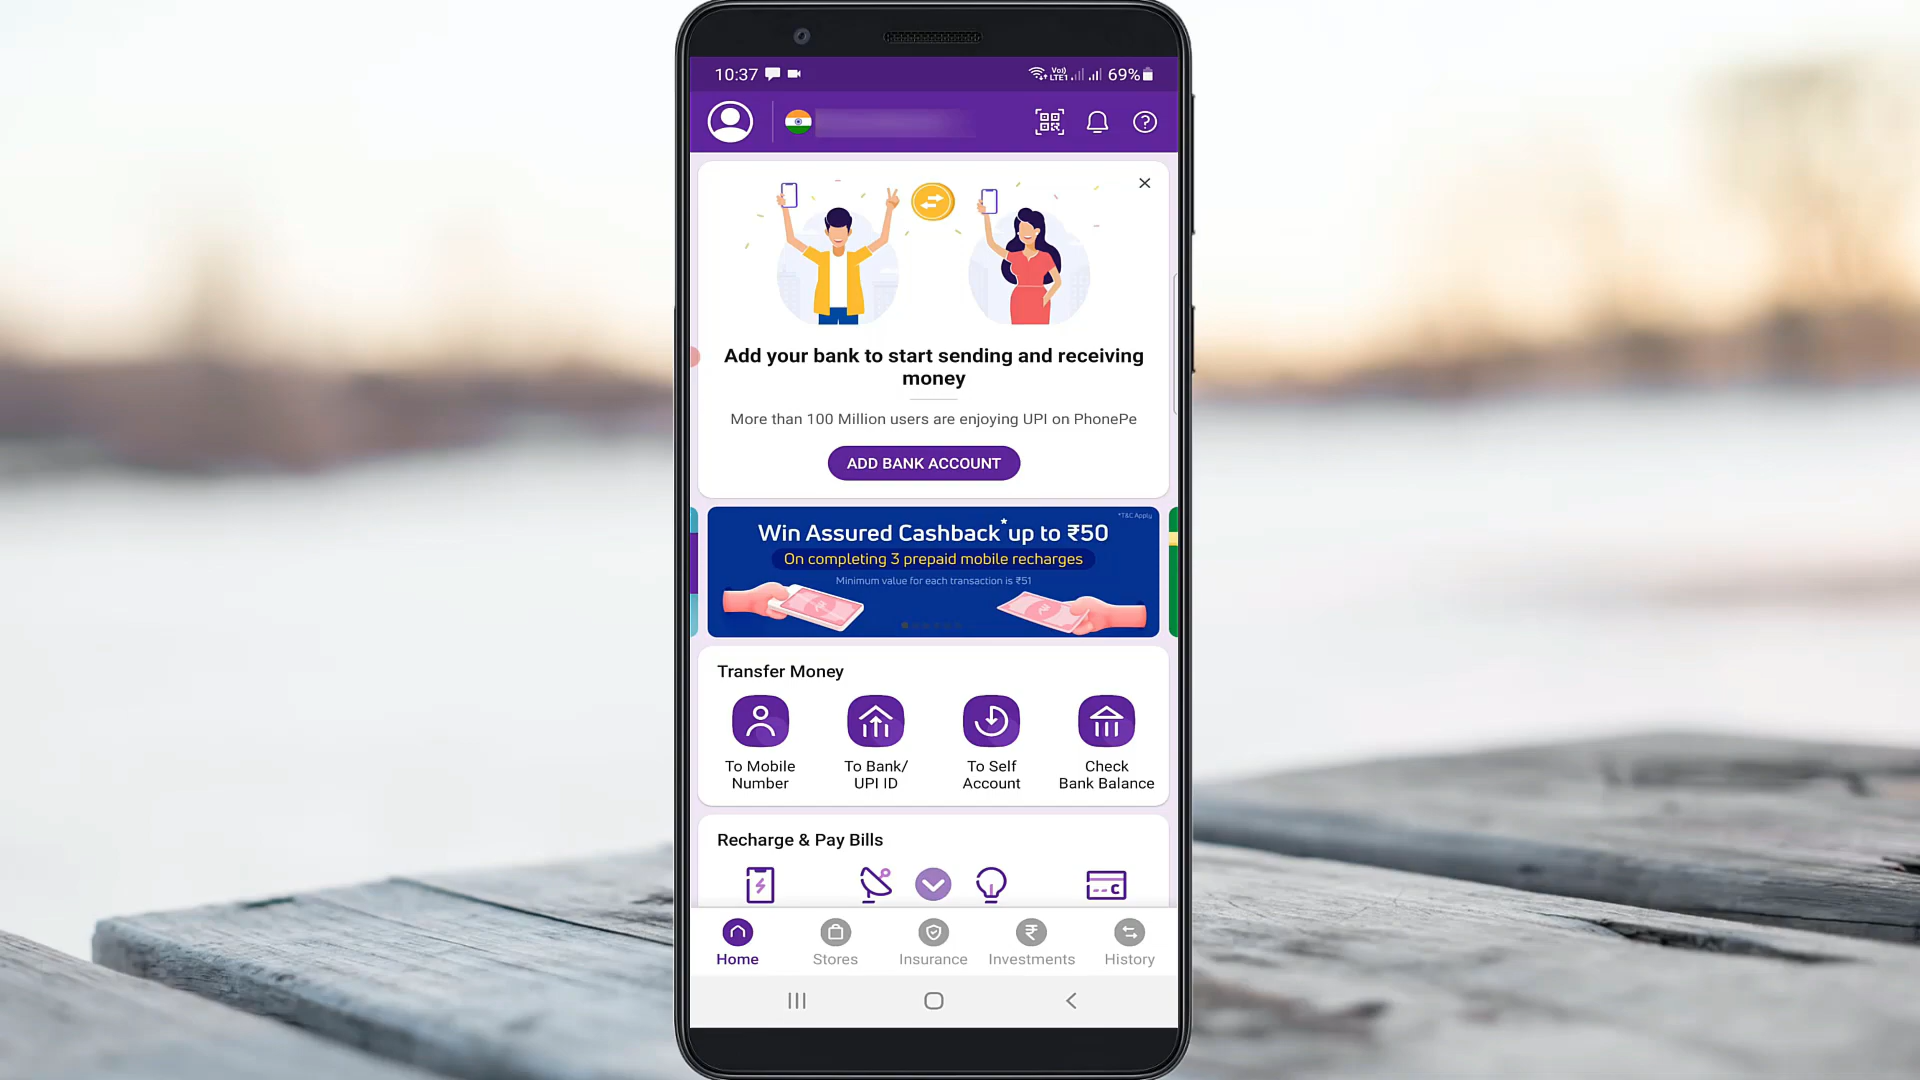 10:37
Vo)) LTE1 69%
Add your bank to start sending and receiving
money
More than 100 Million users are enjoying UPI on PhonePe
ADD BANK ACCOUNT
*T&C Apply
Win Assured Cashback* up to ₹50
On completing 3 prepaid mobile recharges
Minimum value for each transaction is ₹51
Transfer Money
To Mobile Number
To Bank/ UPI ID
To Self Account
Check Bank Balance
Recharge & Pay Bills
Home Stores Insurance Investments History